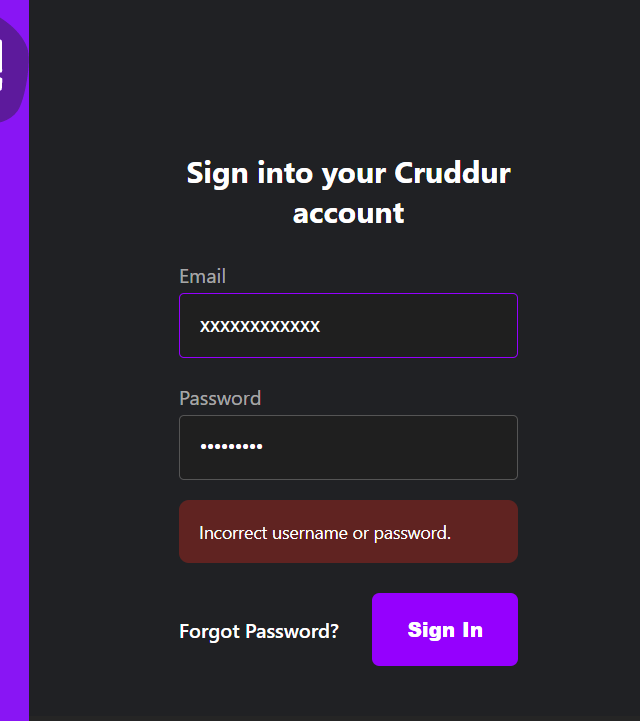 Sign into your Cruddur
account
Email
xxxxxxxxxxxx
Password
•••••••••
Incorrect username or password.
Forgot Password?
Sign In